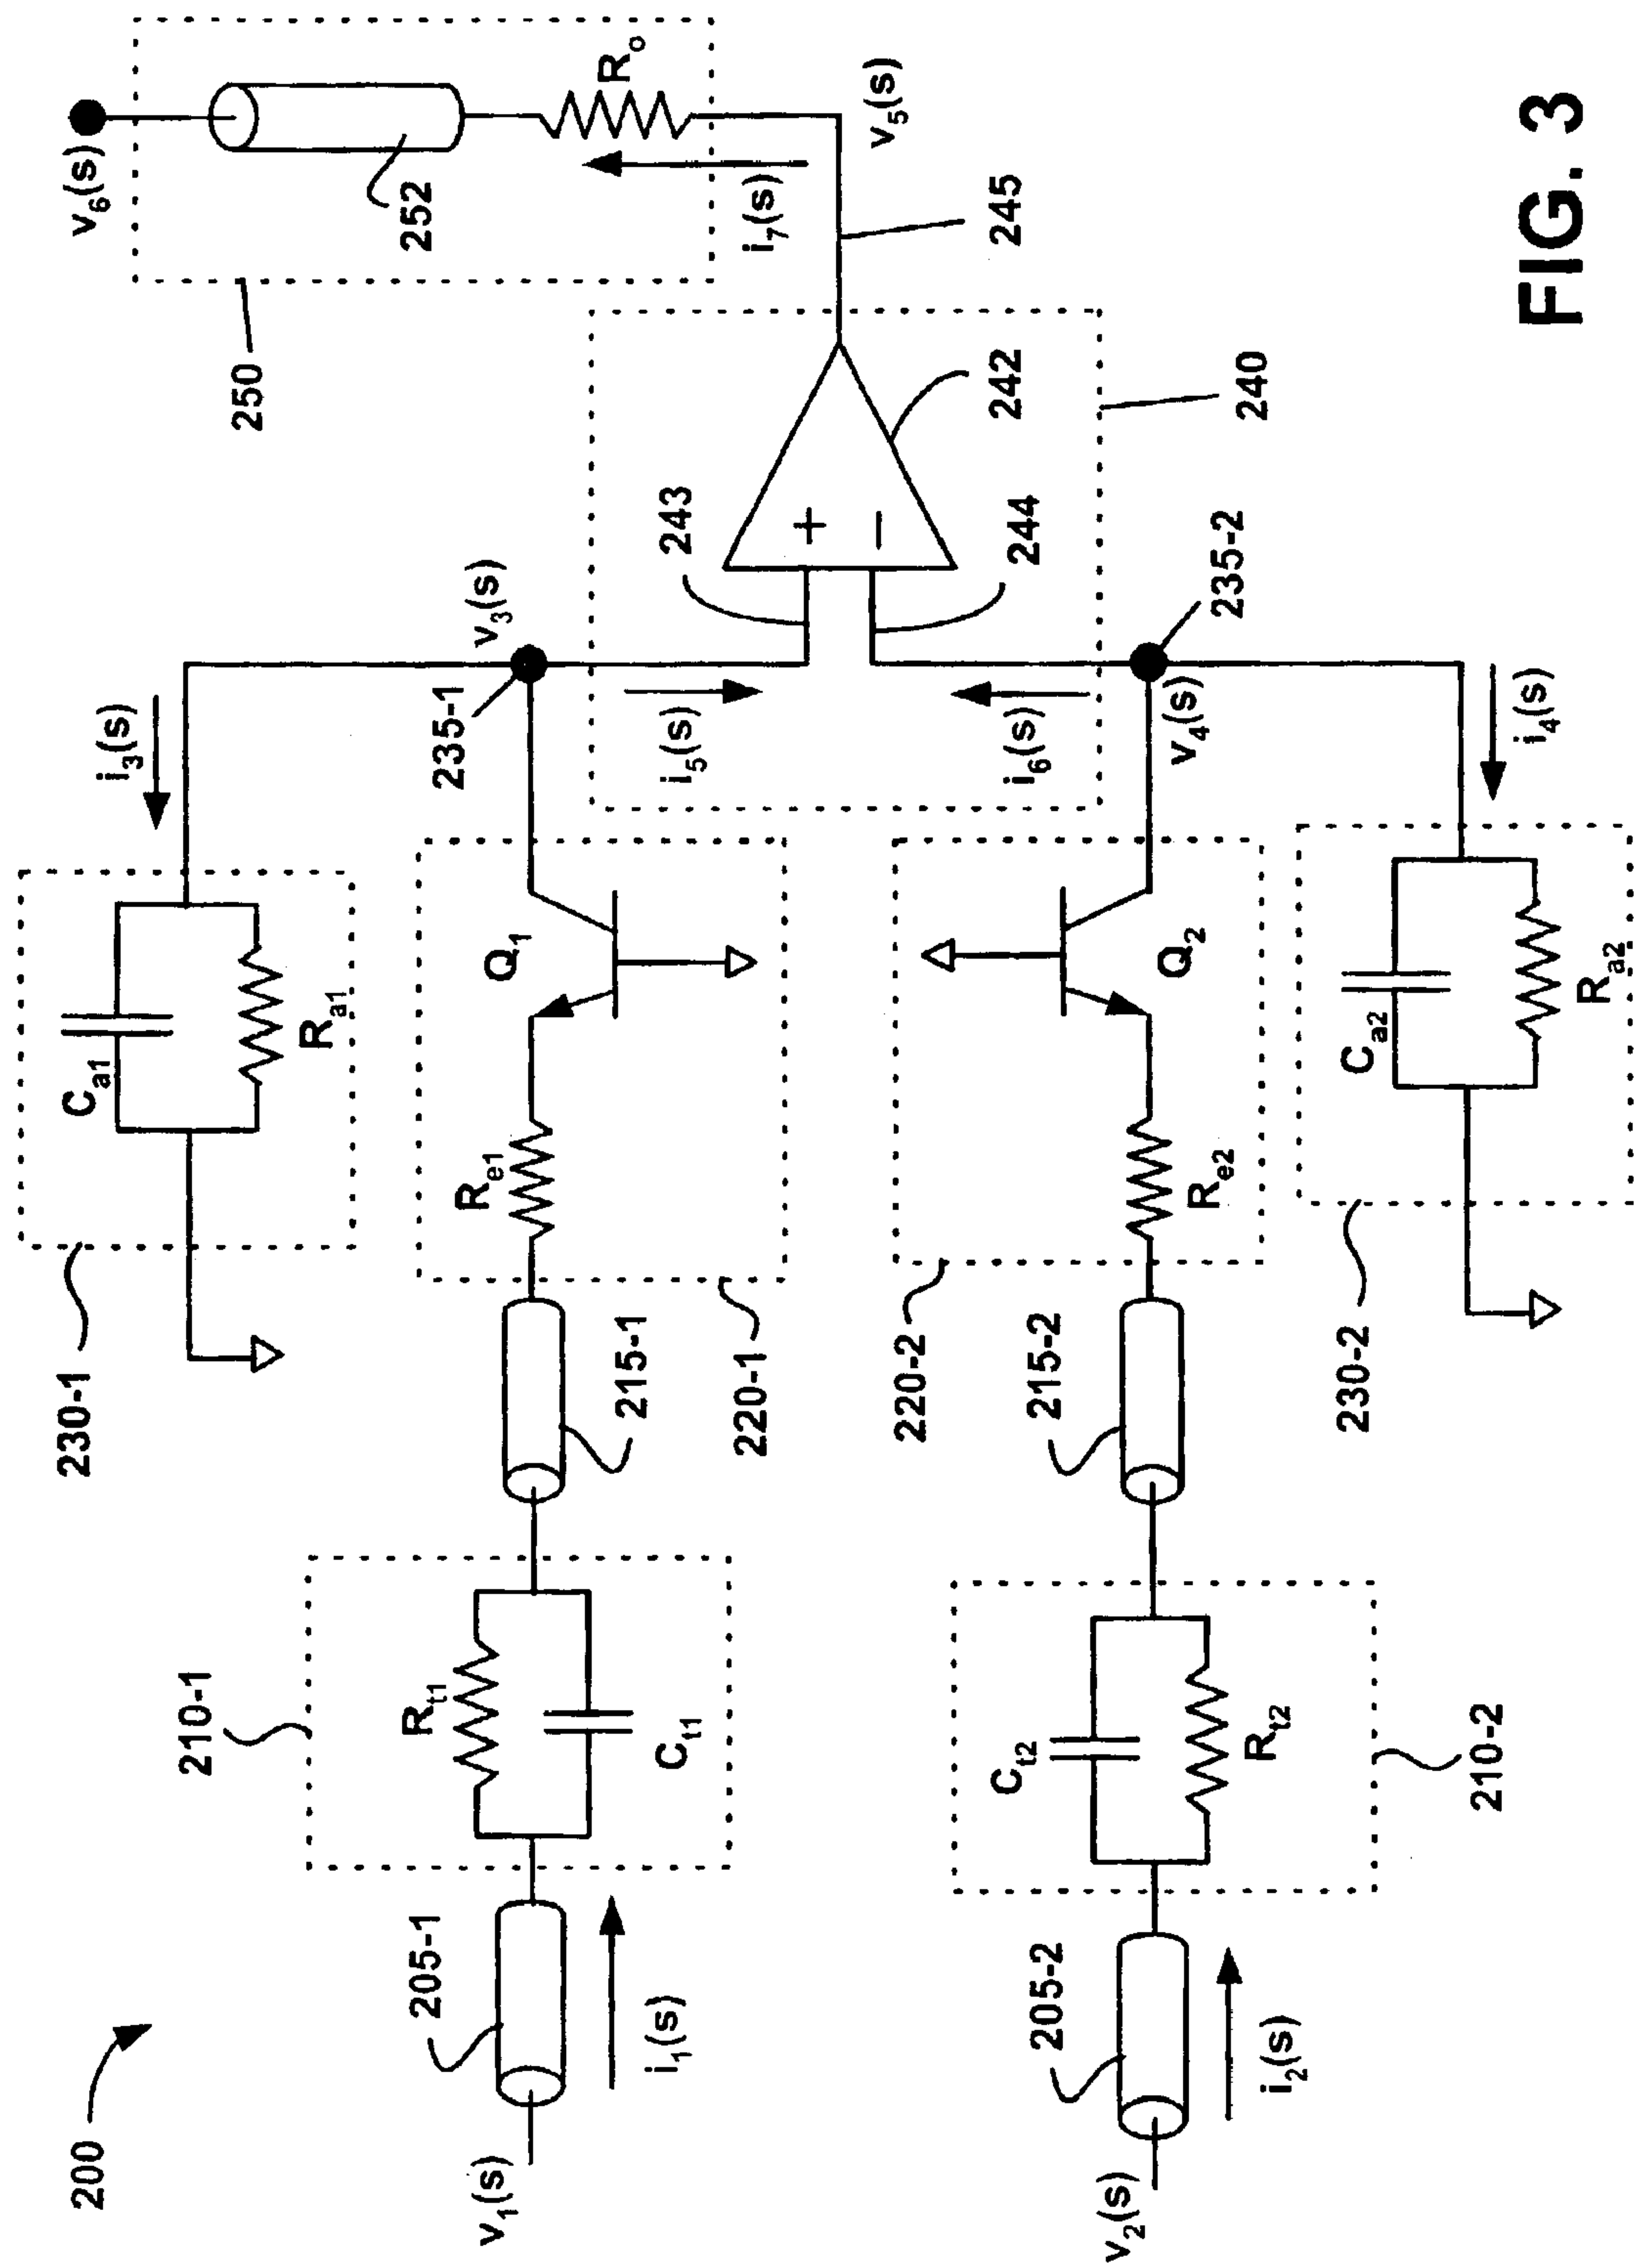 FIG. 3
200
v1(s)
205-1
i1(s)
210-1
Rt1
Ct1
215-1
220-1
Re1
Q1
230-1
Ca1
Ra1
i3(s)
235-1
v3(s)
i5(s)
243
250
v6(s)
252
Ro
i7(s)
v5(s)
245
+
−
242
240
244
235-2
i6(s)
v4(s)
v2(s)
205-2
i2(s)
210-2
Ct2
Rt2
215-2
220-2
Re2
Q2
230-2
Ca2
Ra2
i4(s)